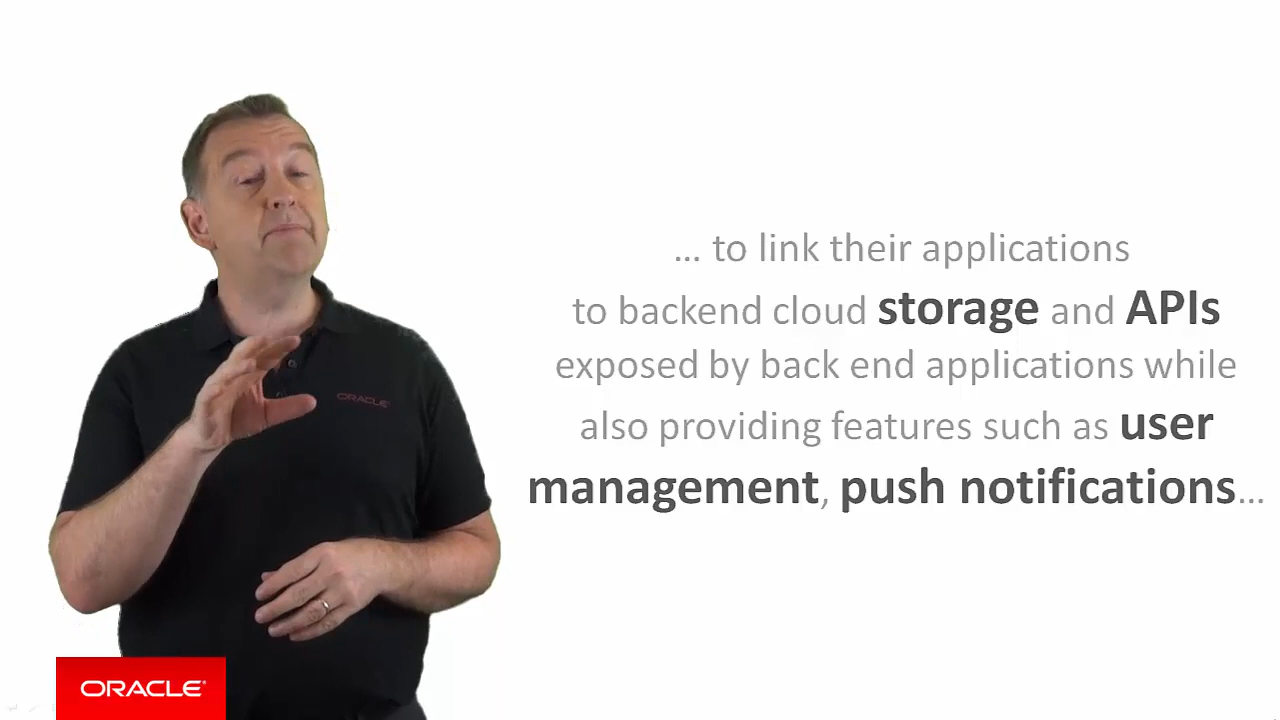 … to link their applications
to backend cloud storage and APIs
exposed by back end applications while
also providing features such as user
management, push notifications…
ORACLE
ORACLE®